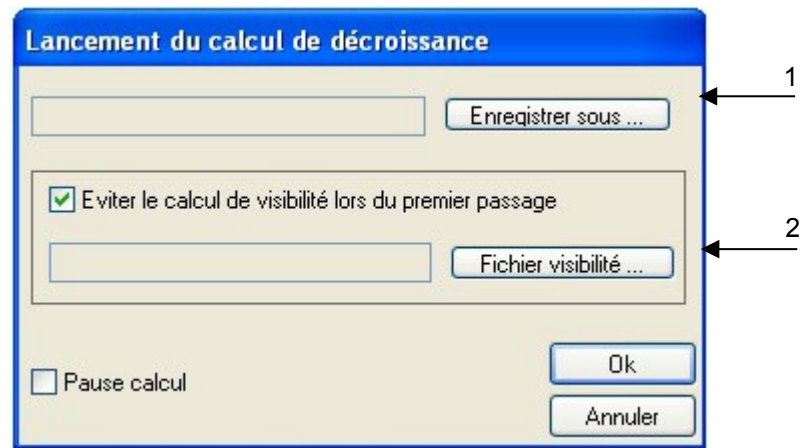 Lancement du calcul de décroissance
1
Enregistrer sous ...
Eviter le calcul de visibilité lors du premier passage
2
Fichier visibilité ...
Ok
Pause calcul
Annuler